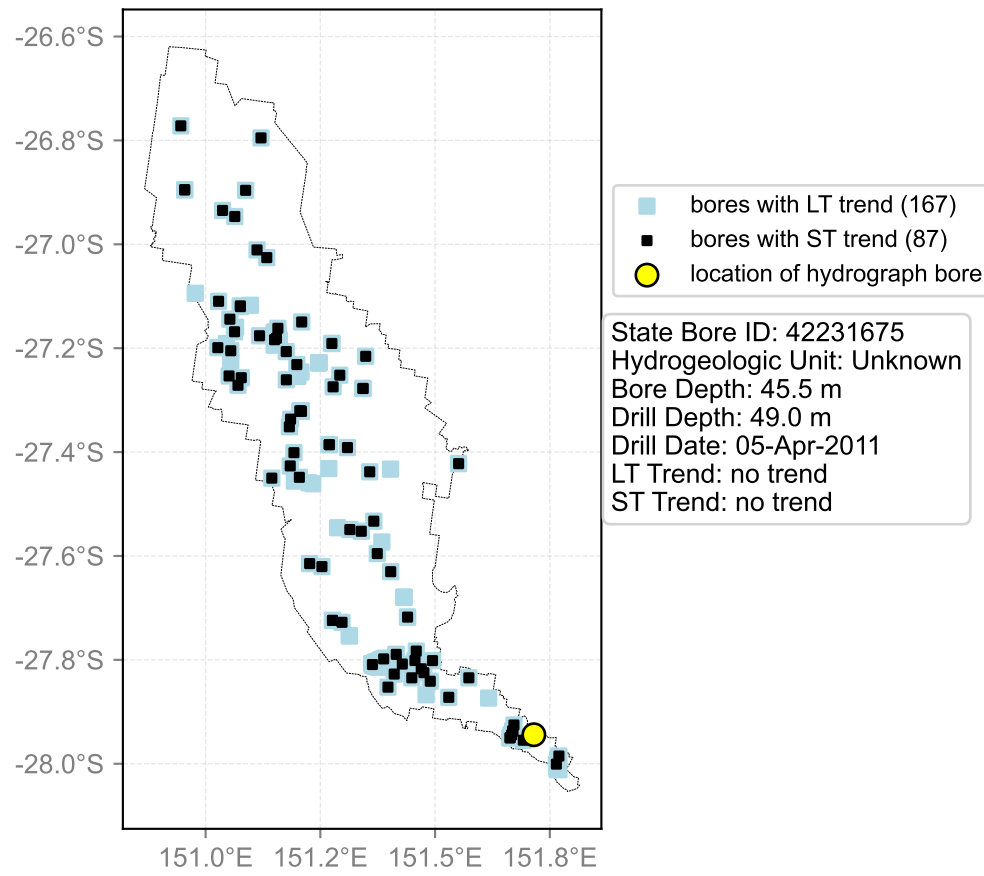 -26.6°S
-26.8°S
-27.0°S
-27.2°S
-27.4°S
-27.6°S
-27.8°S
-28.0°S
151.0°E
151.2°E
151.5°E
151.8°E
bores with LT trend (167)
bores with ST trend (87)
location of hydrograph bore
State Bore ID: 42231675
Hydrogeologic Unit: Unknown
Bore Depth: 45.5 m
Drill Depth: 49.0 m
Drill Date: 05-Apr-2011
LT Trend: no trend
ST Trend: no trend